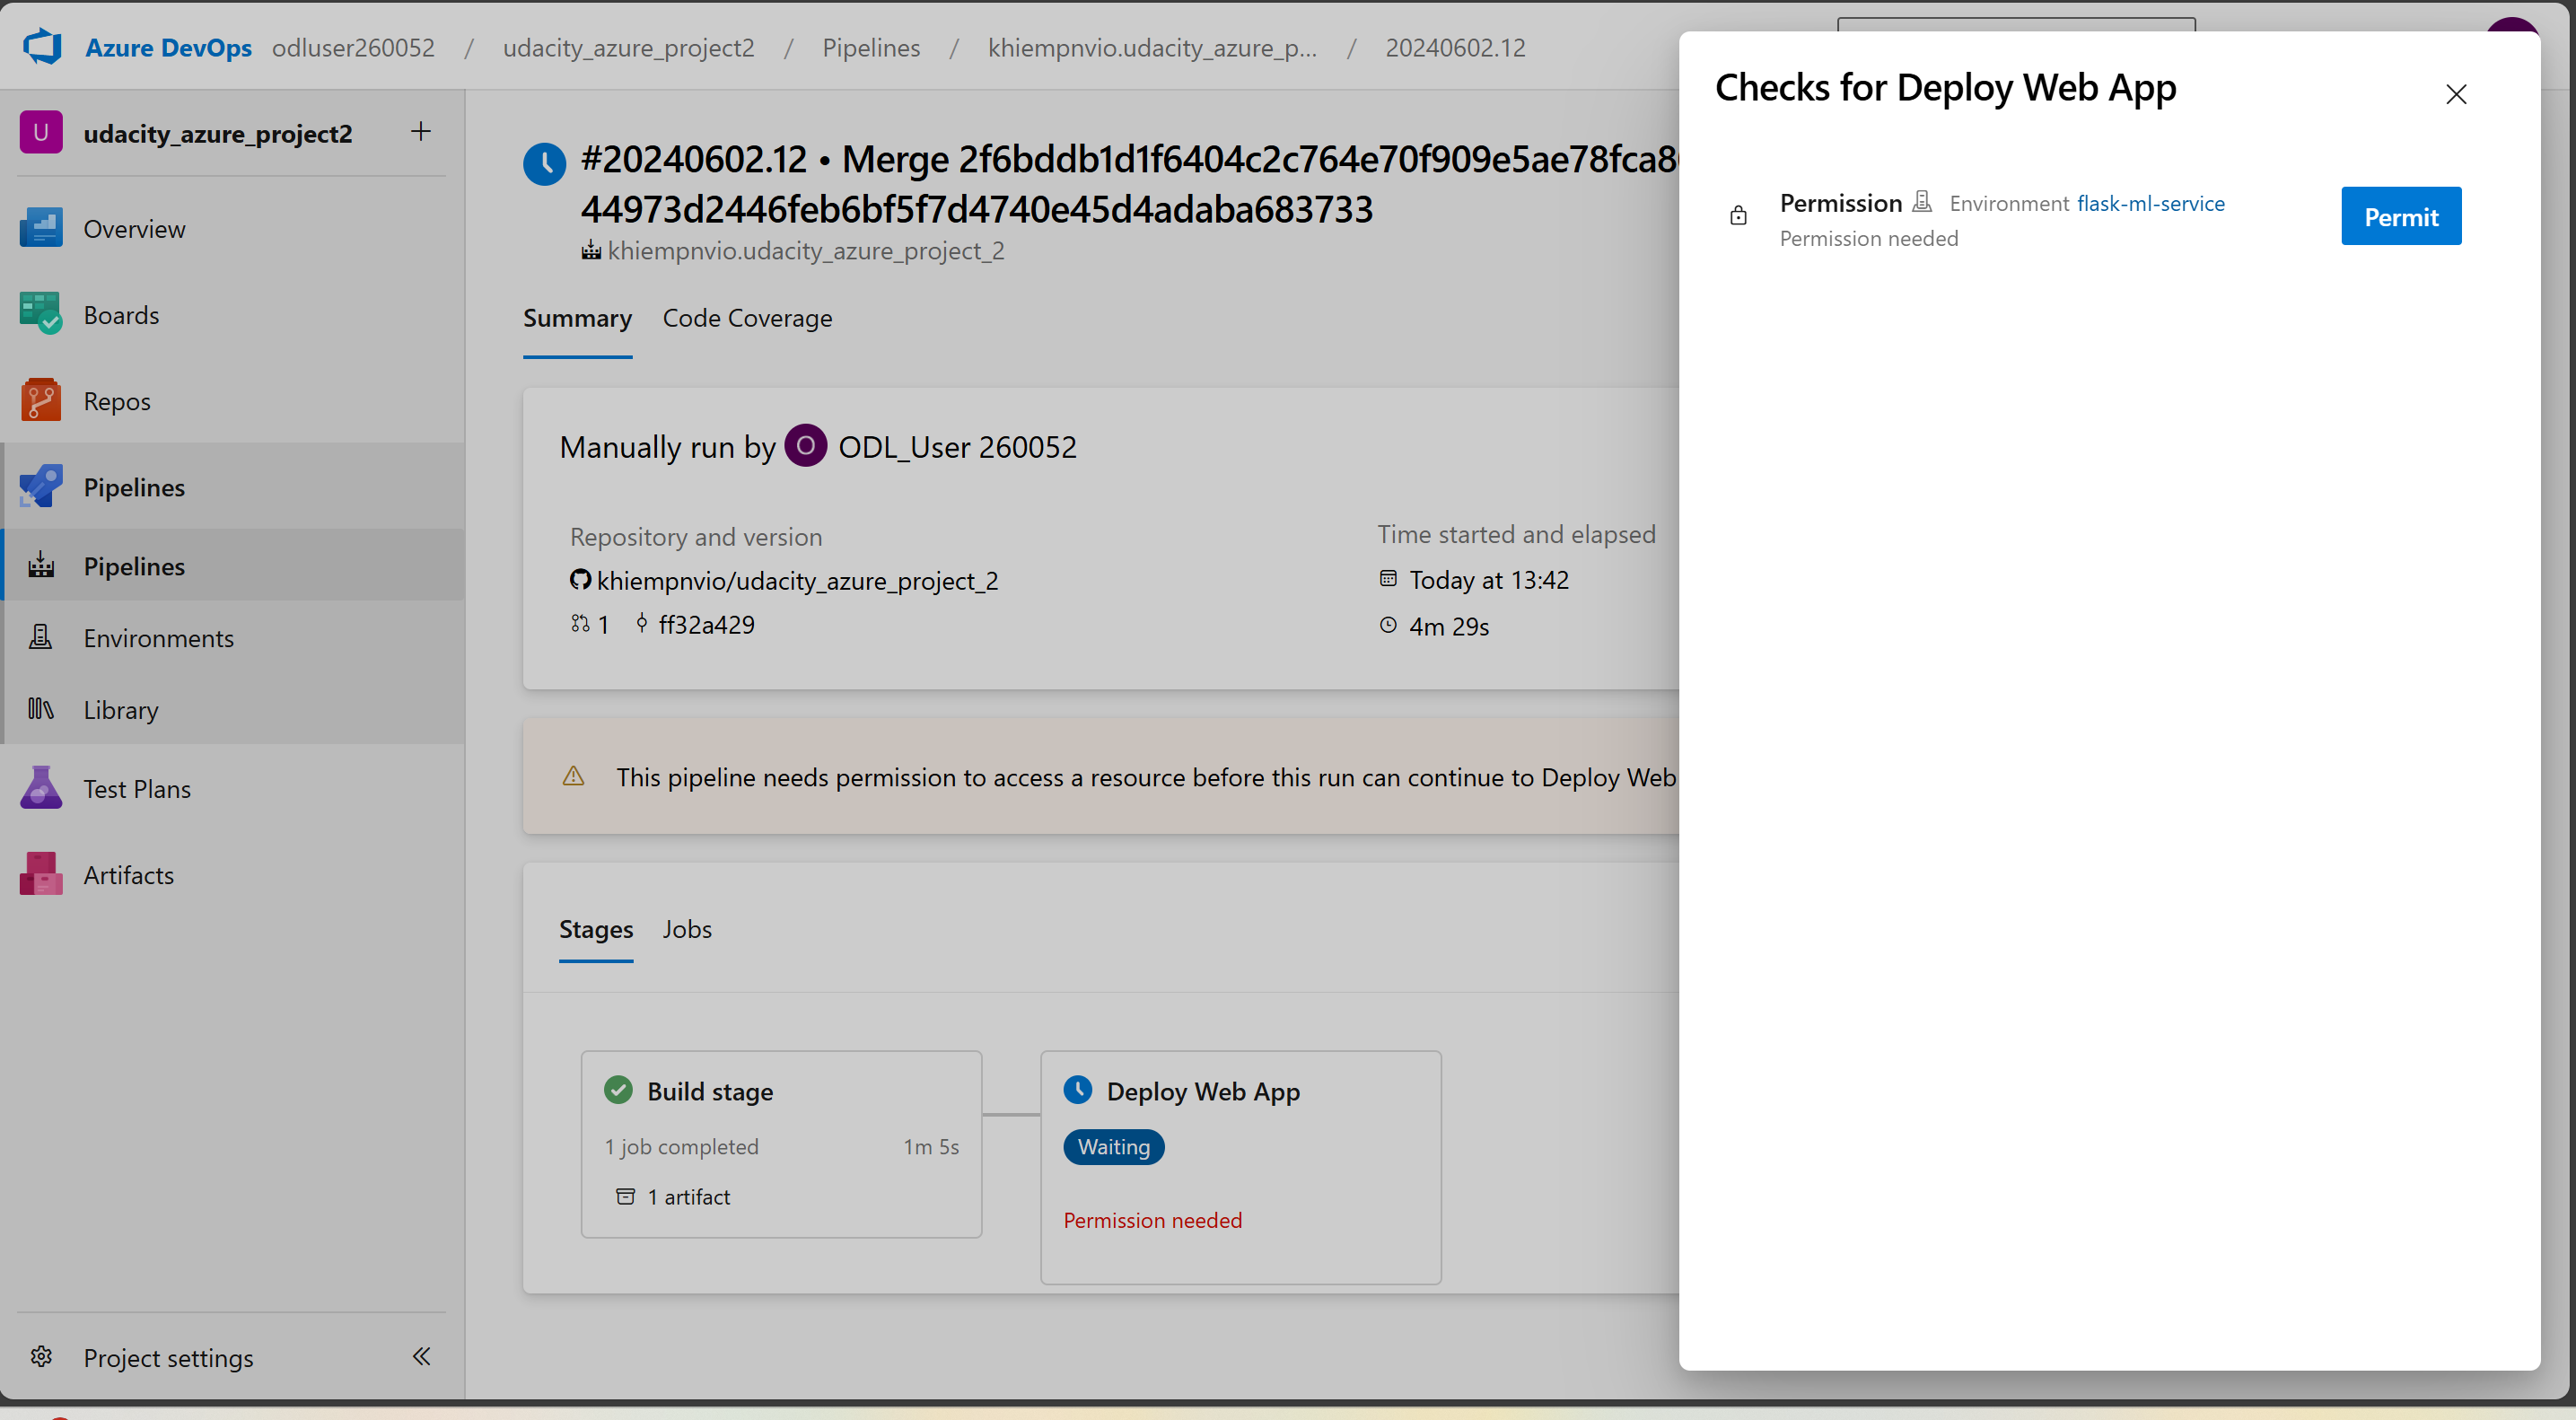 Azure DevOps odluser260052 / udacity_azure_project2 / Pipelines / khiempnvio.udacity_azure_p... / 20240602.12
U udacity_azure_project2
Overview
Boards
Repos
Pipelines
Pipelines
Environments
Library
Test Plans
Artifacts
Project settings
#20240602.12 • Merge 2f6bddb1d1f6404c2c764e70f909e5ae78fca8
44973d2446feb6bf5f7d4740e45d4adaba683733
khiempnvio.udacity_azure_project_2
Summary Code Coverage
Manually run by O ODL_User 260052
Repository and version
khiempnvio/udacity_azure_project_2
1 ff32a429
Time started and elapsed
Today at 13:42
4m 29s
This pipeline needs permission to access a resource before this run can continue to Deploy Web
Stages Jobs
Build stage
1 job completed 1m 5s
1 artifact
Deploy Web App
Waiting
Permission needed
Checks for Deploy Web App
Permission Environment flask-ml-service
Permission needed
Permit